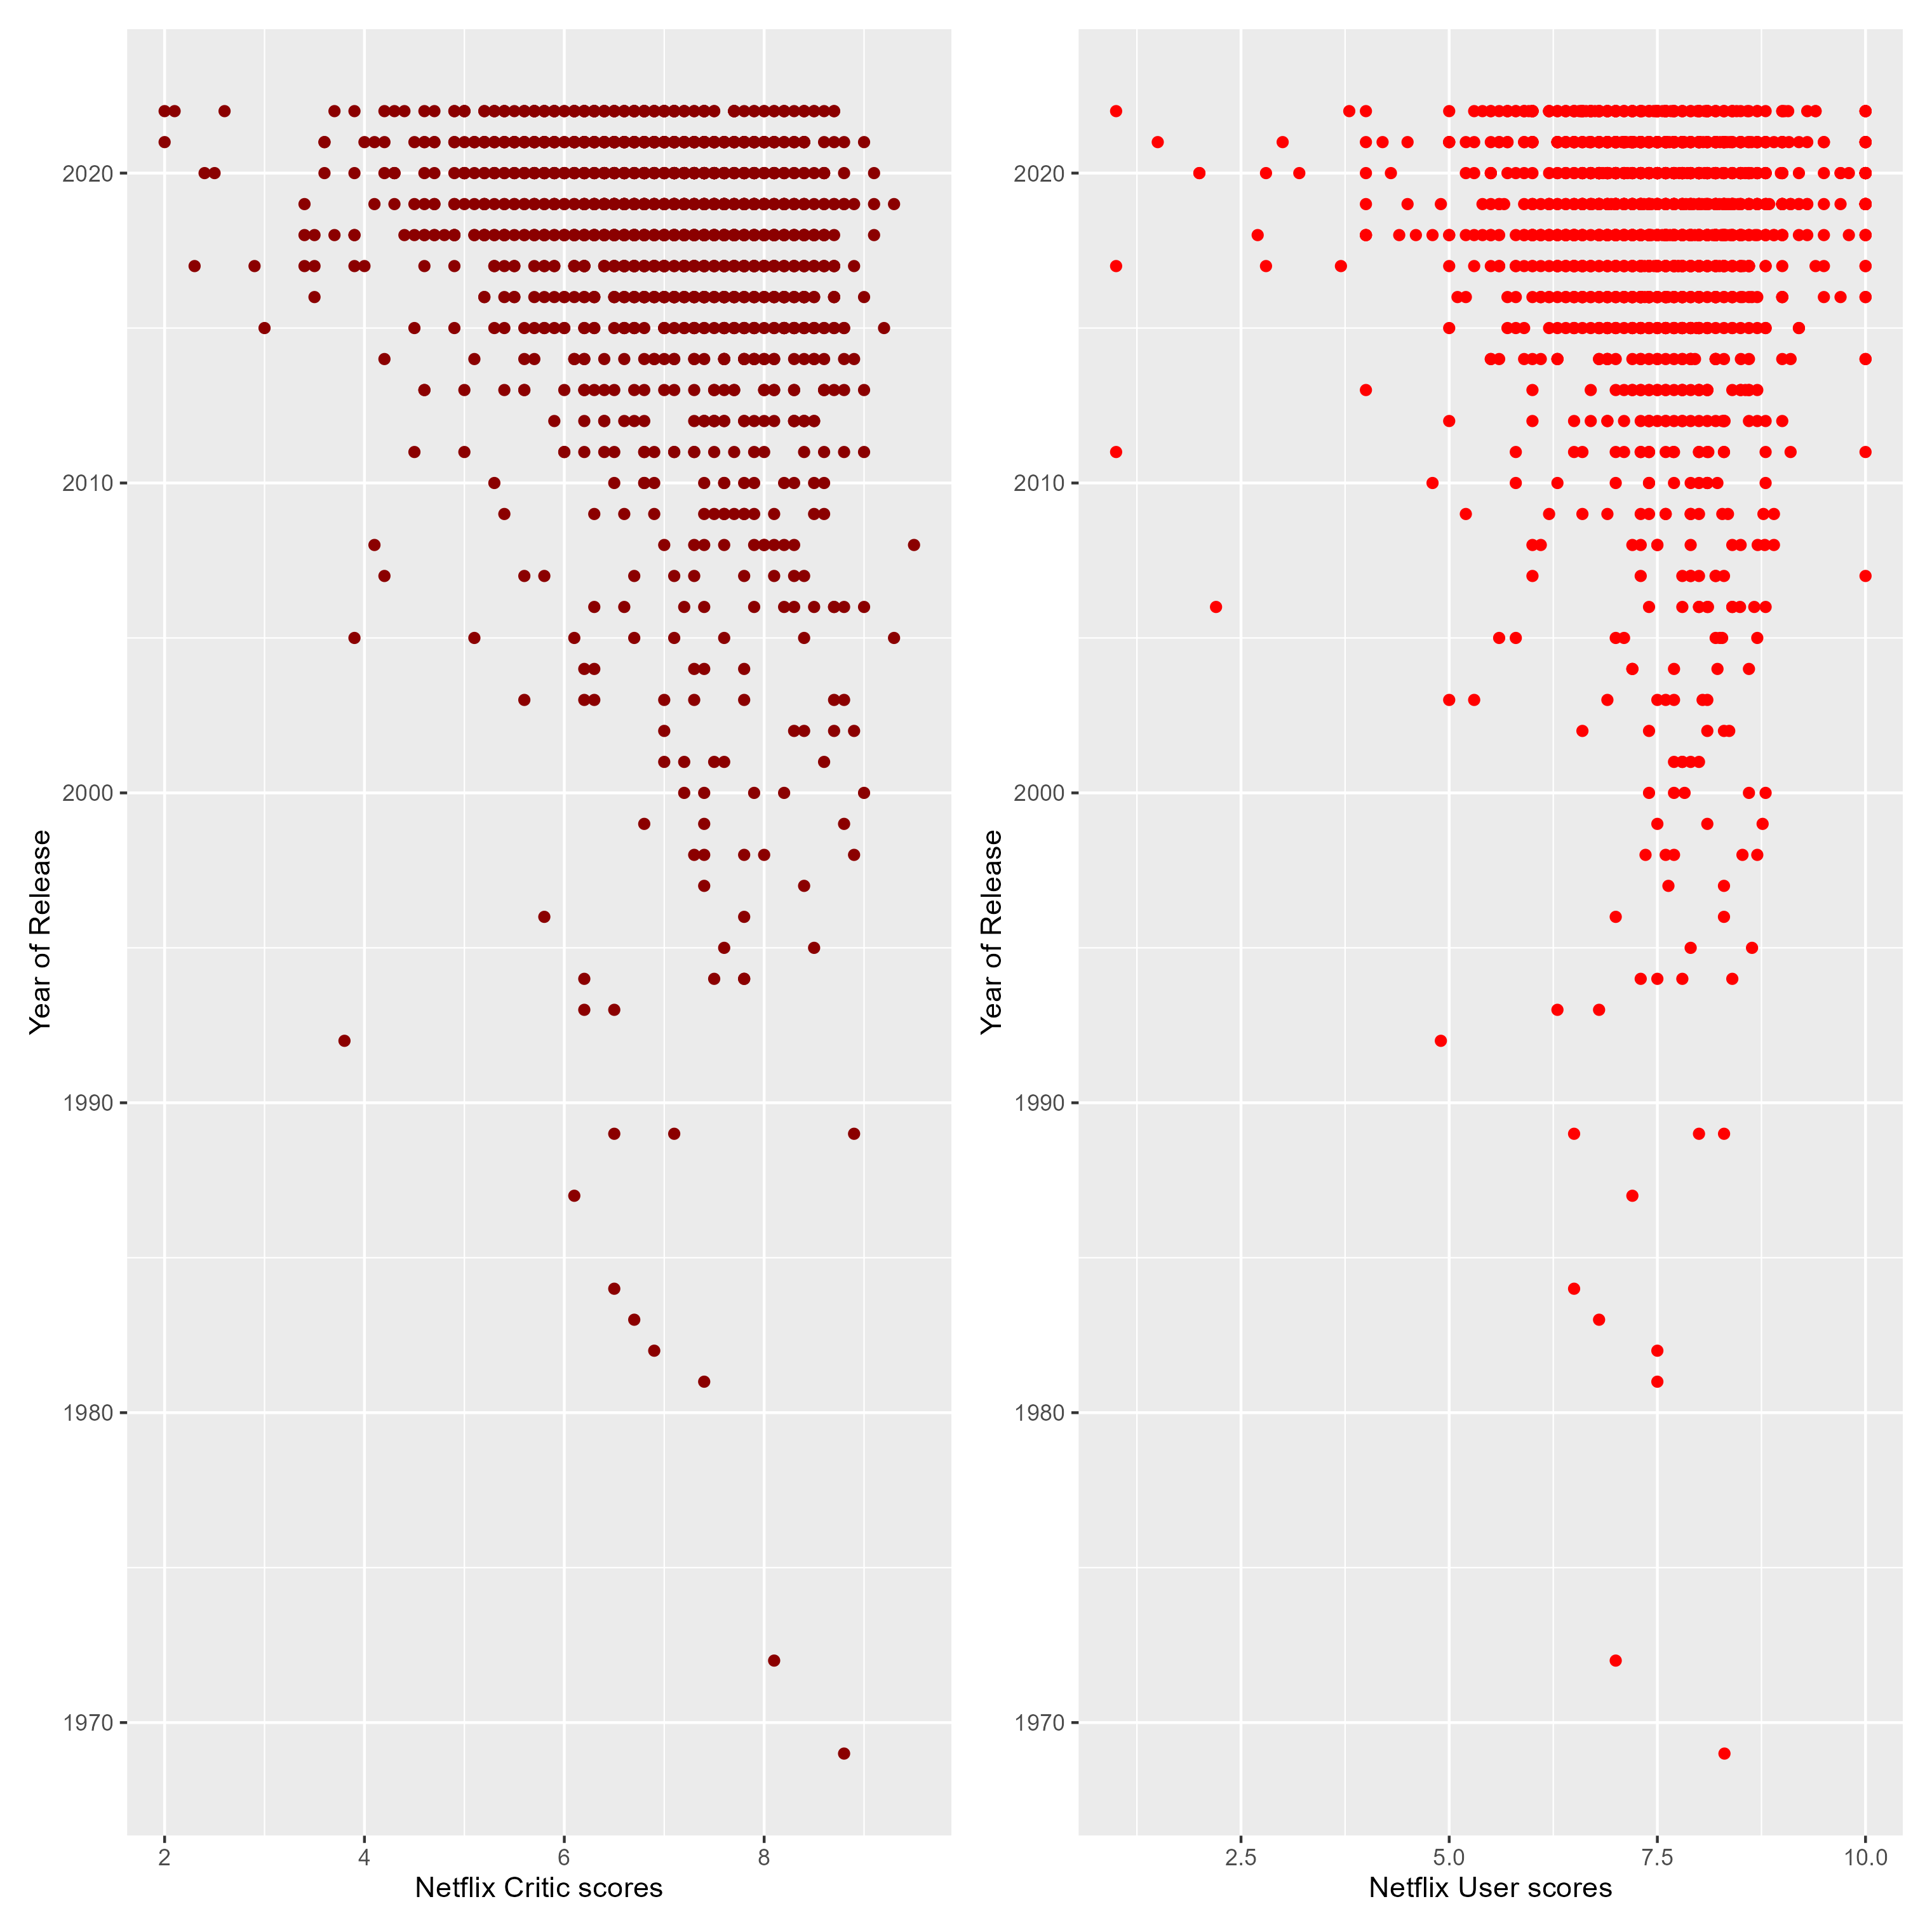 2020
2010
2000
1990
1980
1970
Year of Release
2 4 6 8
Netflix Critic scores
2020
2010
2000
1990
1980
1970
Year of Release
2.5 5.0 7.5 10.0
Netflix User scores